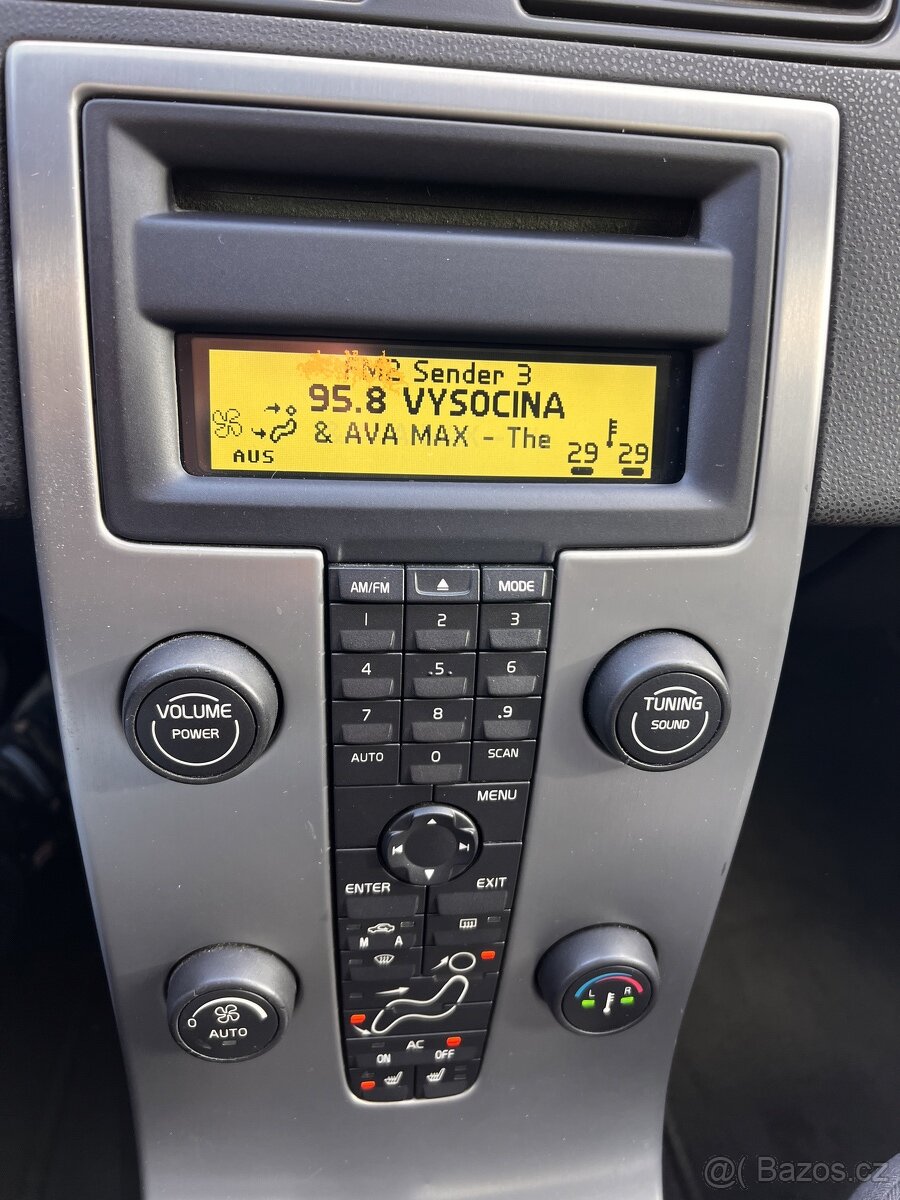 FM2 Sender 3
95.8 VYSOCINA
& AVA MAX - The
AUS
29 29
AM/FM MODE
1 2 3
4 .5. 6
7 8 .9
AUTO 0 SCAN
VOLUME
POWER
TUNING
SOUND
MENU
ENTER EXIT
M A
L R
0
AUTO
AC
ON OFF
@( Bazos.cz